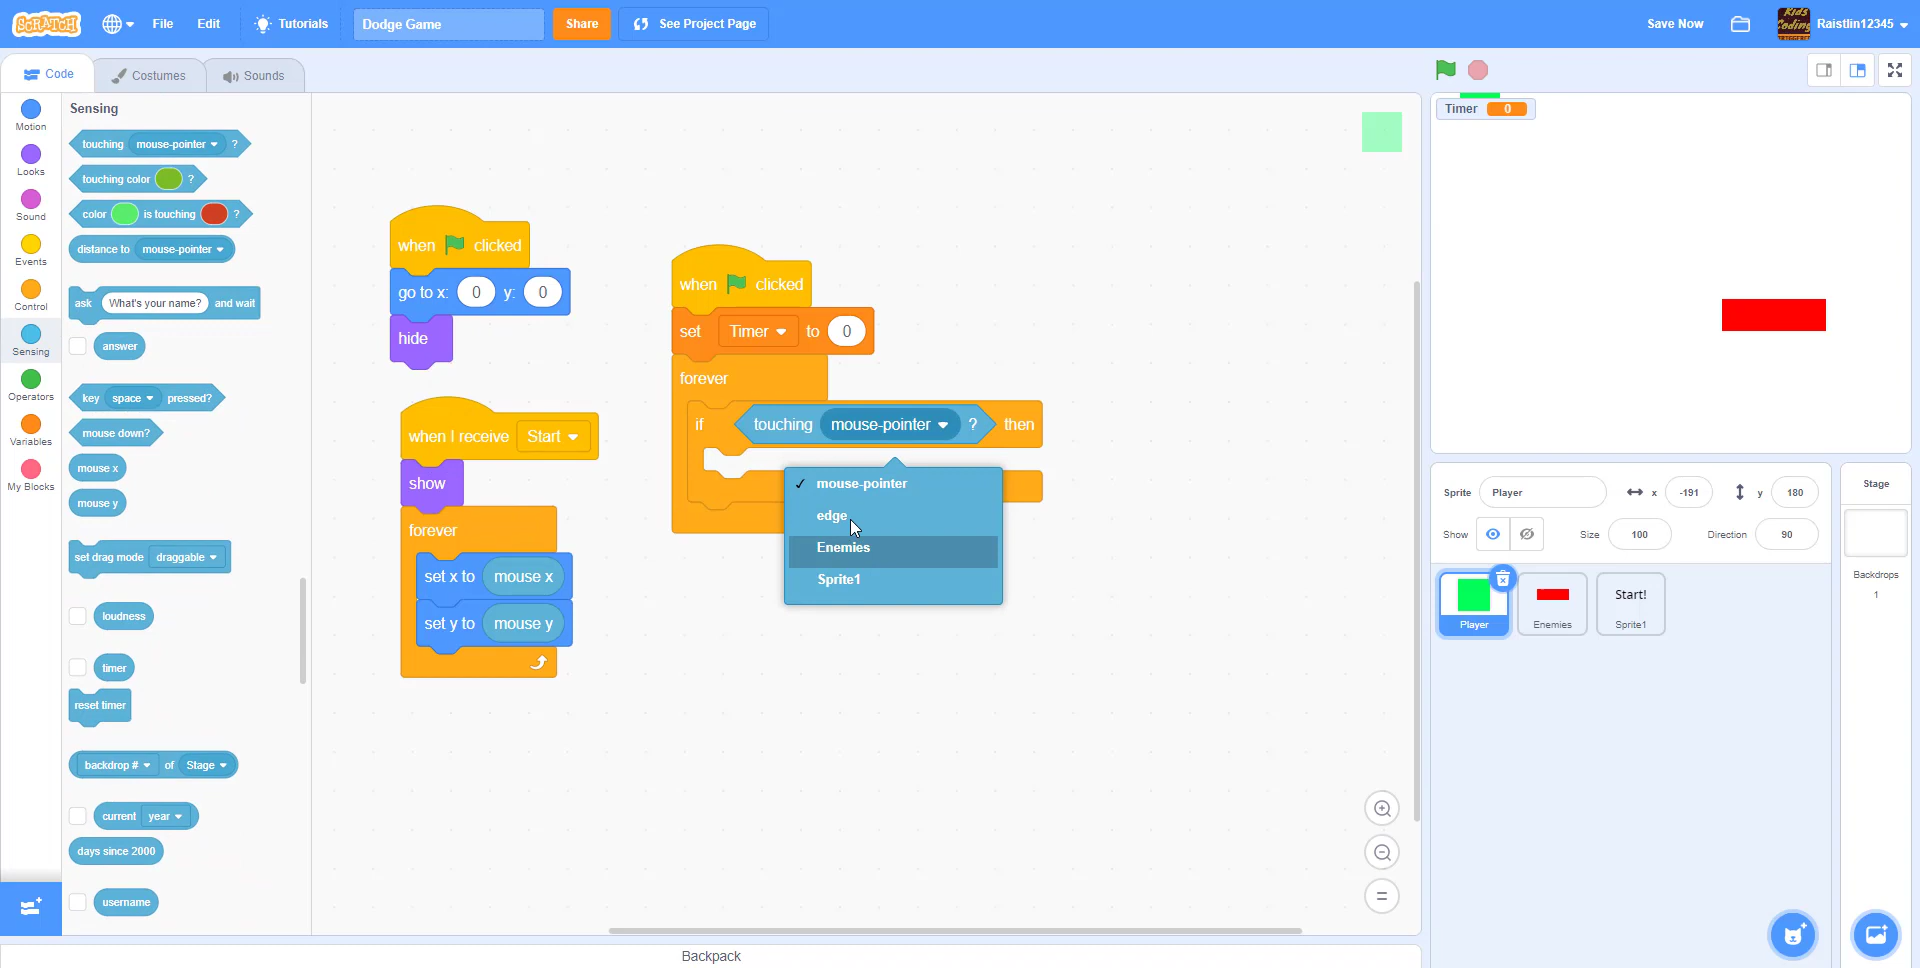 SCRATCH File Edit Tutorials Dodge Game Share See Project Page Save Now Raistlin12345
Code Costumes Sounds
Motion
Looks
Sound
Events
Control
Sensing
Operators
Variables
My Blocks
Sensing
touching mouse-pointer ?
touching color ?
color is touching ?
distance to mouse-pointer
ask What's your name? and wait
answer
key space pressed?
mouse down?
mouse x
mouse y
set drag mode draggable
loudness
timer
reset timer
backdrop # of Stage
current year
days since 2000
username
when clicked
go to x: 0 y: 0
hide
when I receive Start
show
forever
set x to mouse x
set y to mouse y
when clicked
set Timer to 0
forever
if touching mouse-pointer ? then
✓ mouse-pointer
edge
Enemies
Sprite1
Backpack
Timer 0
Sprite Player x -191 y 180
Show Size 100 Direction 90
Player
Enemies
Start!
Sprite1
Stage
Backdrops
1